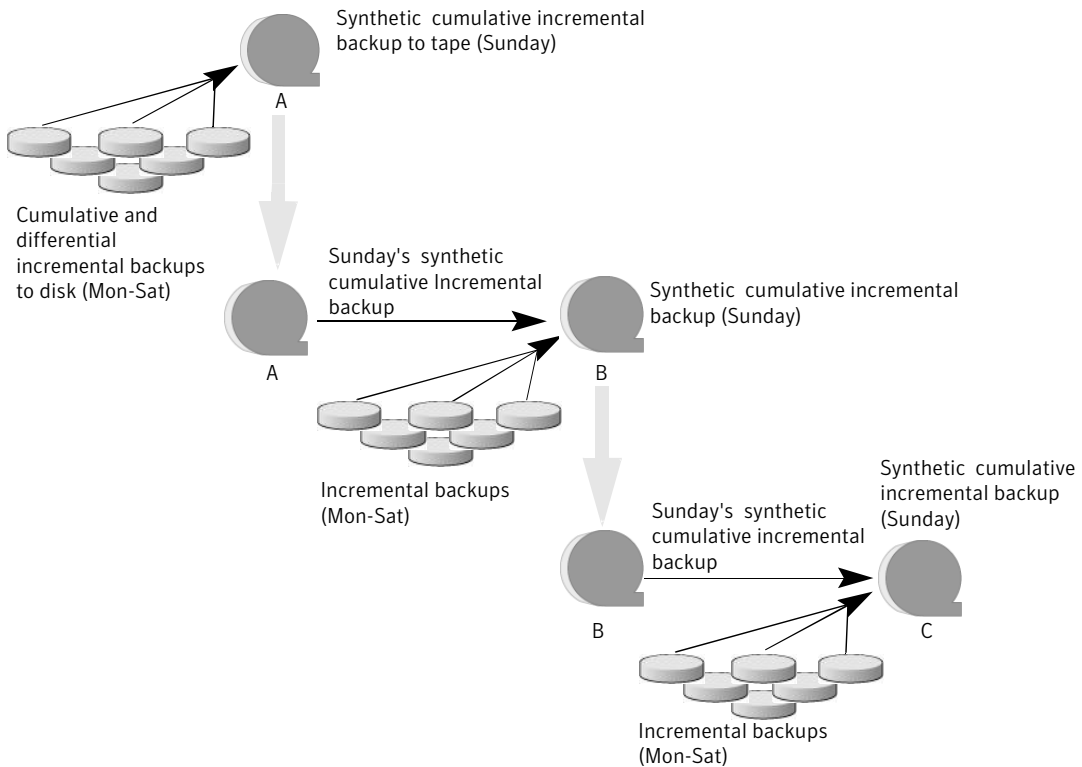 Synthetic cumulative incremental
backup to tape (Sunday)
A
Cumulative and
differential
incremental backups
to disk (Mon-Sat)
Sunday's synthetic
cumulative Incremental
backup
A
Synthetic cumulative incremental
backup (Sunday)
B
Incremental backups
(Mon-Sat)
Sunday's synthetic
cumulative incremental
backup
B
Synthetic cumulative
incremental backup
(Sunday)
C
Incremental backups
(Mon-Sat)